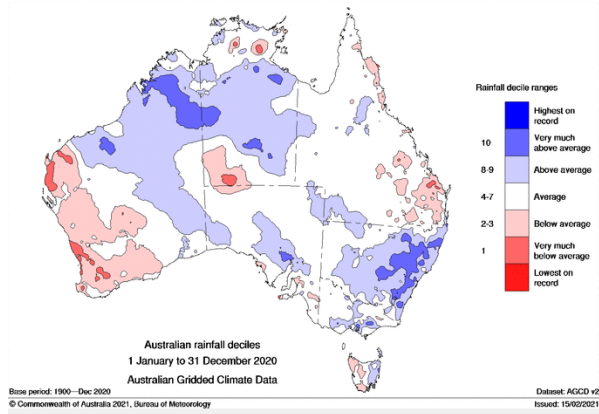 Rainfall decile ranges
Highest on
record
10
Very much
above average
8-9
Above average
4-7
Average
2-3
Below average
1
Very much
below average
Lowest on
record
Australian rainfall deciles
1 January to 31 December 2020
Australian Gridded Climate Data
Base period: 1900—Dec 2020
Dataset: AGCD v2
© Commonwealth of Australia 2021, Bureau of Meteorology
Issued: 15/02/2021